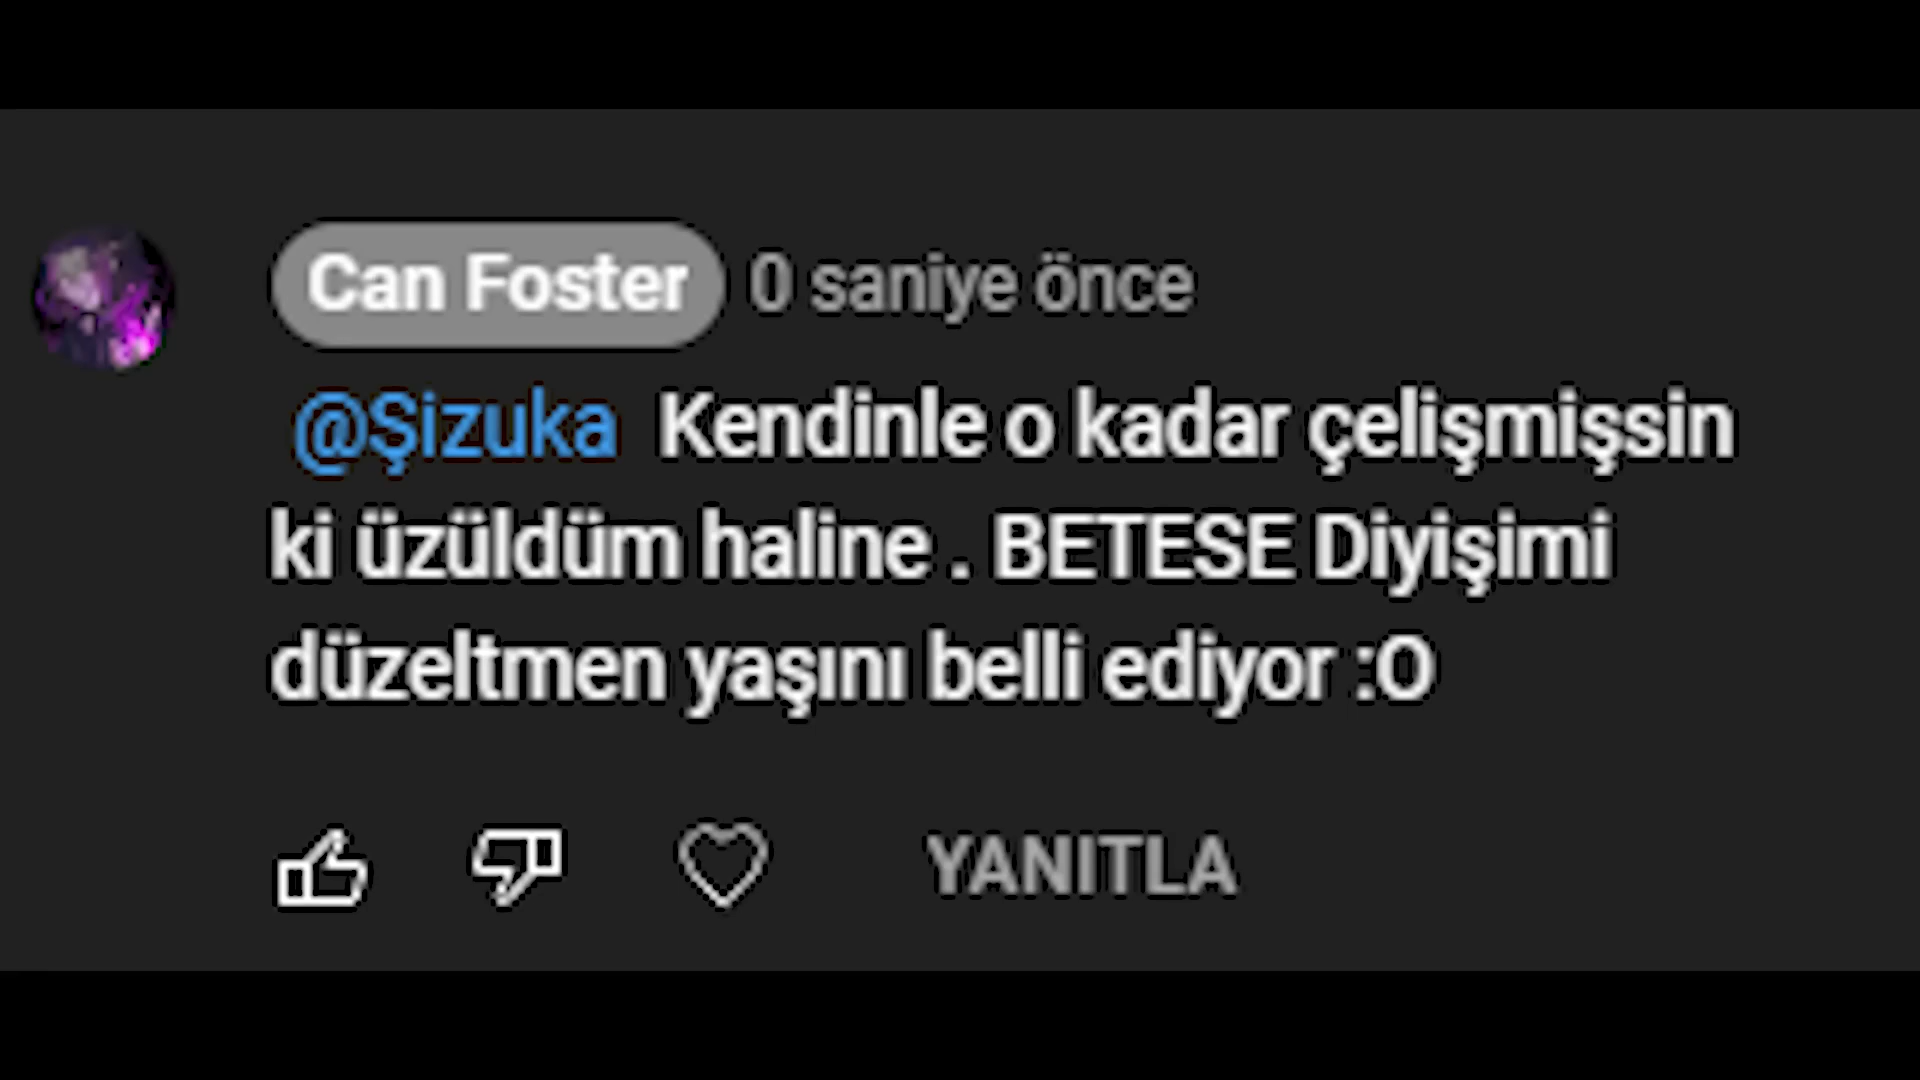 Can Foster 0 saniye önce
@Şizuka Kendinle o kadar çelişmişsin
ki üzüldüm haline . BETESE Diyişimi
düzeltmen yaşını belli ediyor :O
YANITLA